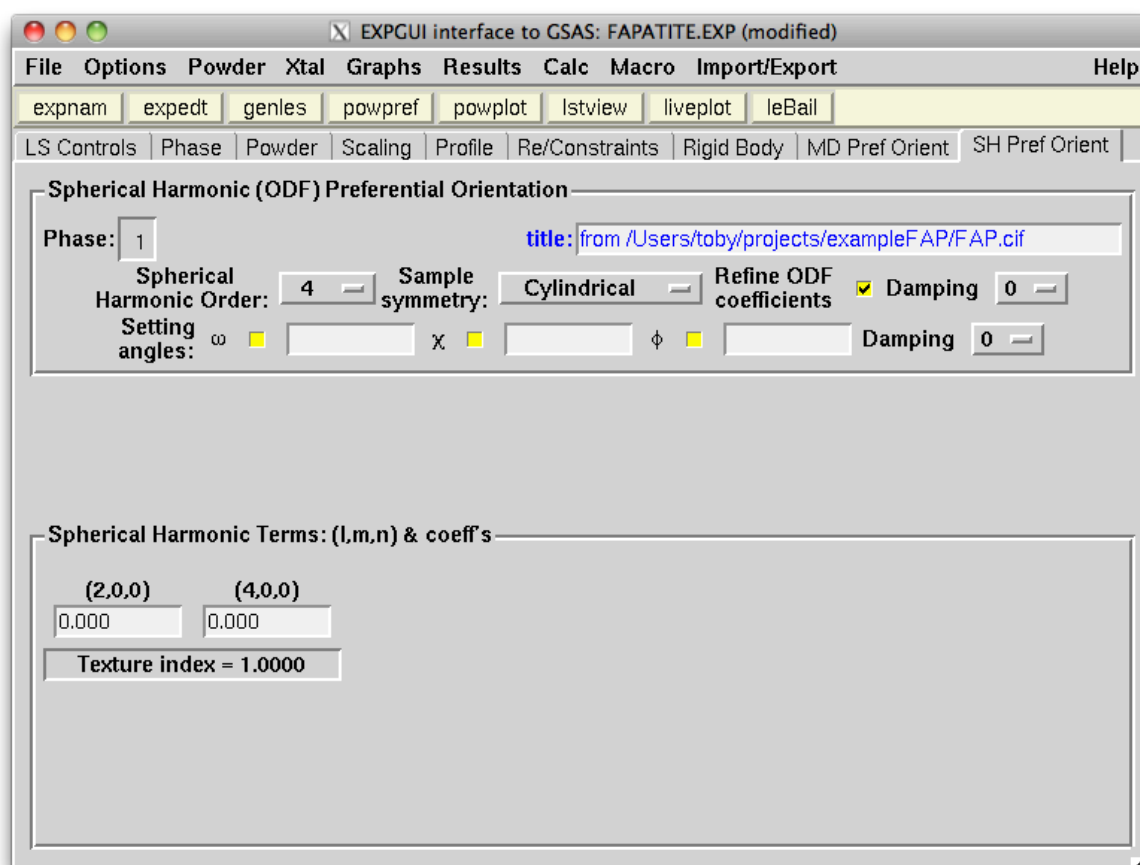 EXPGUI interface to GSAS: FAPATITE.EXP (modified)
File Options Powder Xtal Graphs Results Calc Macro Import/Export Help
expnam expedt genles powpref powplot lstview liveplot leBail
LS Controls Phase Powder Scaling Profile Re/Constraints Rigid Body MD Pref Orient SH Pref Orient
Spherical Harmonic (ODF) Preferential Orientation
Phase: 1 title: from /Users/toby/projects/exampleFAP/FAP.cif
Spherical Harmonic Order: 4 Sample symmetry: Cylindrical Refine ODF coefficients Damping 0
Setting angles: ω χ ϕ Damping 0
Spherical Harmonic Terms: (l,m,n) & coeff's
(2,0,0) (4,0,0)
0.000 0.000
Texture index = 1.0000